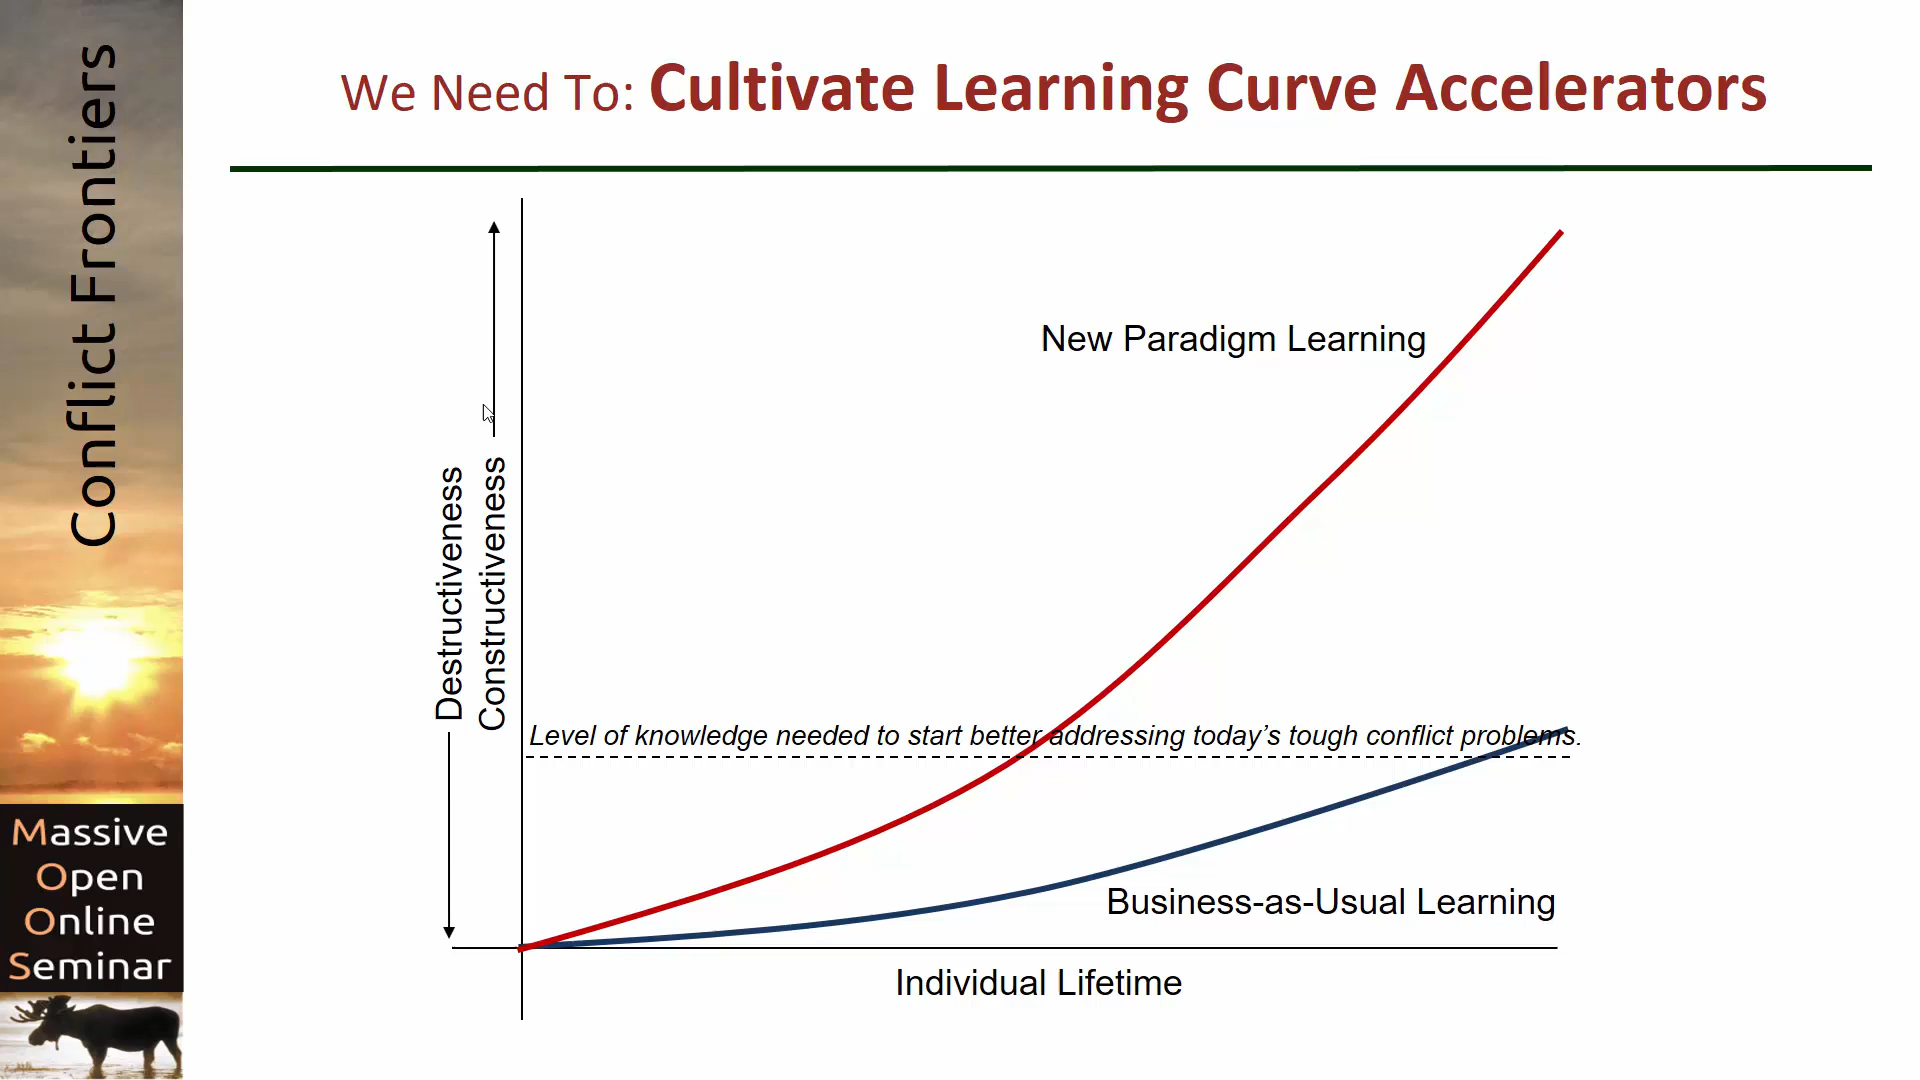 Conflict Frontiers
Massive
Open
Online
Seminar
We Need To: Cultivate Learning Curve Accelerators
Destructiveness
Constructiveness
New Paradigm Learning
Level of knowledge needed to start better addressing today’s tough conflict problems.
Business-as-Usual Learning
Individual Lifetime